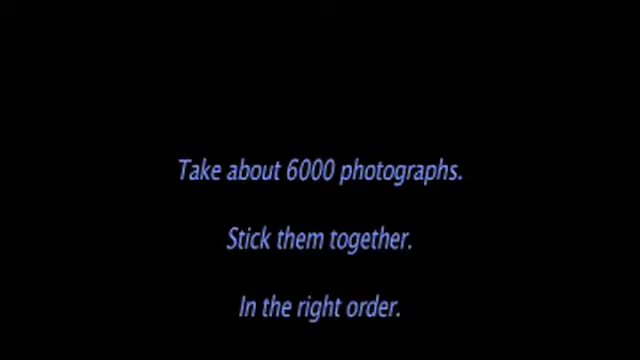 Take about 6000 photographs.
Stick them together.
In the right order.